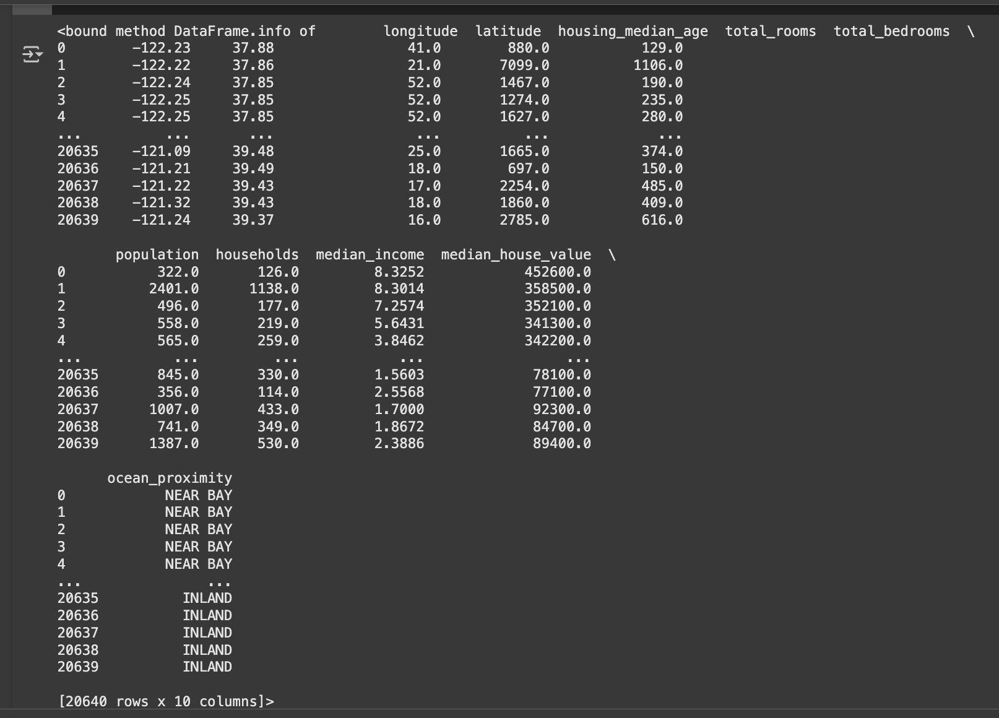 <bound method DataFrame.info of        longitude  latitude  housing_median_age  total_rooms  total_bedrooms  \
0        -122.23     37.88                41.0        880.0           129.0
1        -122.22     37.86                21.0       7099.0          1106.0
2        -122.24     37.85                52.0       1467.0           190.0
3        -122.25     37.85                52.0       1274.0           235.0
4        -122.25     37.85                52.0       1627.0           280.0
...          ...       ...                 ...          ...             ...
20635    -121.09     39.48                25.0       1665.0           374.0
20636    -121.21     39.49                18.0        697.0           150.0
20637    -121.22     39.43                17.0       2254.0           485.0
20638    -121.32     39.43                18.0       1860.0           409.0
20639    -121.24     39.37                16.0       2785.0           616.0
       population  households  median_income  median_house_value  \
0           322.0       126.0         8.3252            452600.0
1          2401.0      1138.0         8.3014            358500.0
2           496.0       177.0         7.2574            352100.0
3           558.0       219.0         5.6431            341300.0
4           565.0       259.0         3.8462            342200.0
...           ...         ...            ...                 ...
20635       845.0       330.0         1.5603             78100.0
20636       356.0       114.0         2.5568             77100.0
20637      1007.0       433.0         1.7000             92300.0
20638       741.0       349.0         1.8672             84700.0
20639      1387.0       530.0         2.3886             89400.0
      ocean_proximity
0            NEAR BAY
1            NEAR BAY
2            NEAR BAY
3            NEAR BAY
4            NEAR BAY
...               ...
20635          INLAND
20636          INLAND
20637          INLAND
20638          INLAND
20639          INLAND
[20640 rows x 10 columns]>